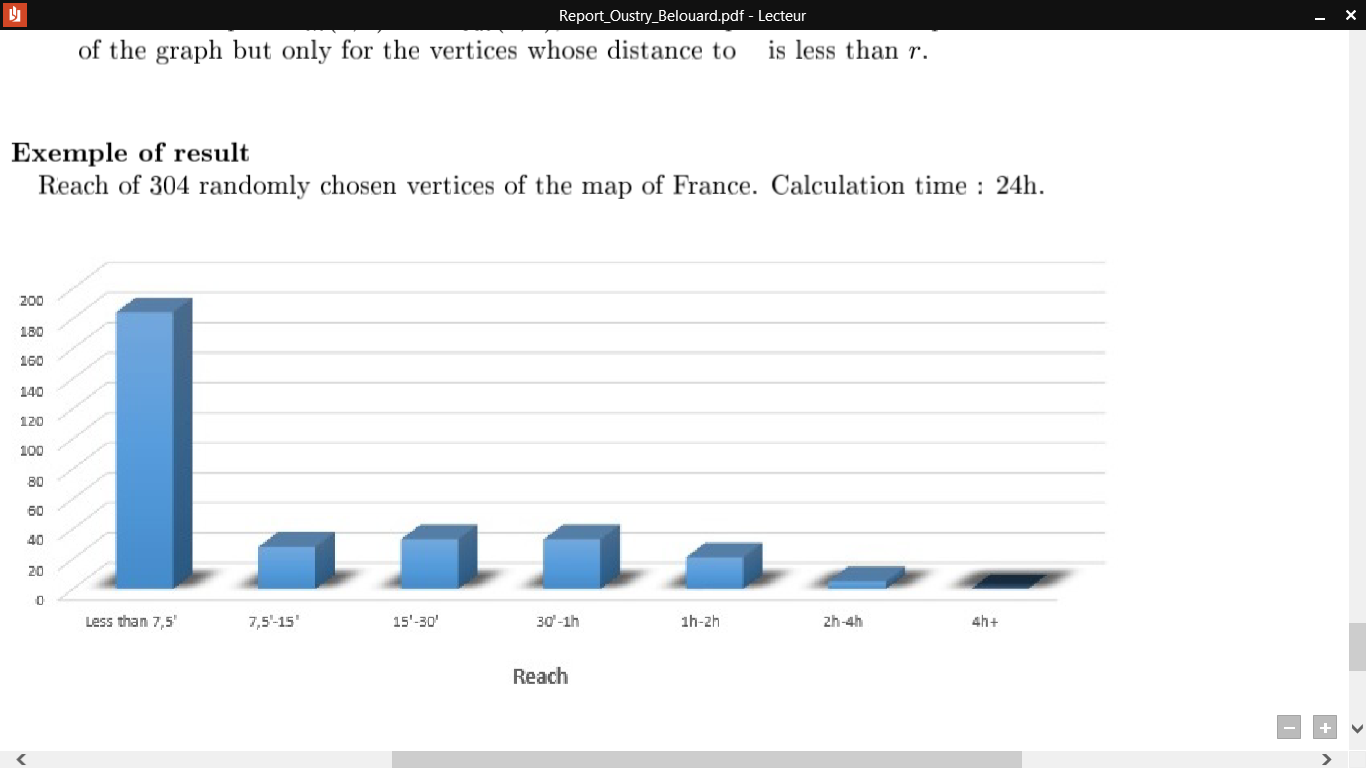 Report_Oustry_Belouard.pdf - Lecteur
of the graph but only for the vertices whose distance to is less than r.
Exemple of result
Reach of 304 randomly chosen vertices of the map of France. Calculation time : 24h.
200
180
160
140
120
100
80
60
40
20
0
Less than 7,5' 7,5'-15' 15'-30' 30'-1h 1h-2h 2h-4h 4h+
Reach